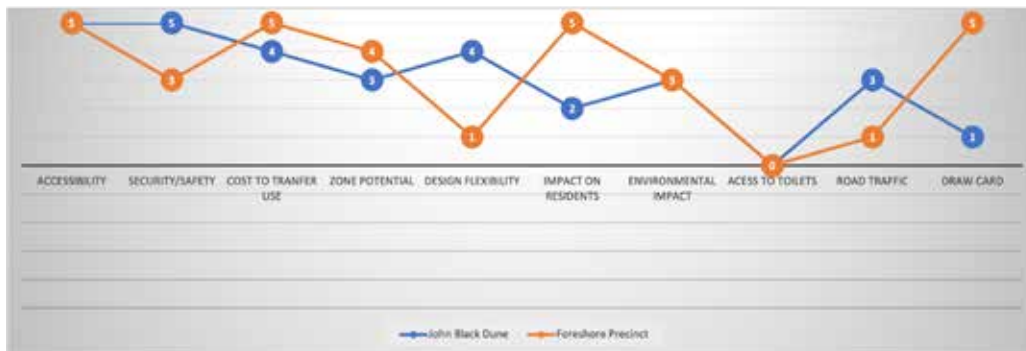 5 5 4 3 4 2 3 0 3 1
3 5 4 1 5 1 5
ACCESSIBILITY SECURITY/SAFETY COST TO TRANFER ZONE POTENTIAL DESIGN FLEXIBILITY IMPACT ON ENVIRONMENTAL ACESS TO TOILETS ROAD TRAFFIC DRAW CARD
USE RESIDENTS IMPACT
John Black Dune Foreshore Precinct